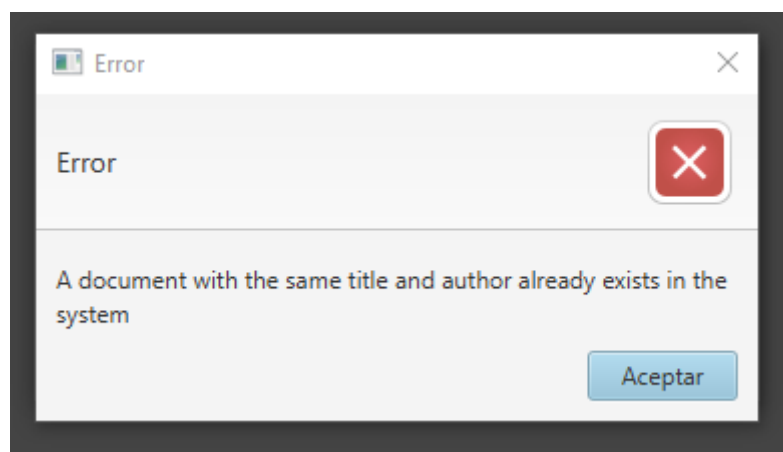 Error
Error
A document with the same title and author already exists in the
system
Aceptar